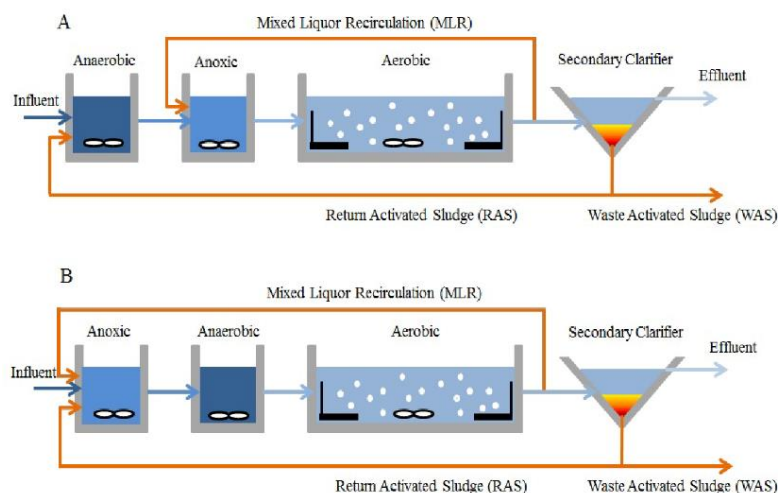 A
Mixed Liquor Recirculation (MLR)
Anaerobic
Anoxic
Aerobic
Secondary Clarifier
Influent
Effluent
Return Activated Sludge (RAS)
Waste Activated Sludge (WAS)
B
Mixed Liquor Recirculation (MLR)
Anoxic
Anaerobic
Aerobic
Secondary Clarifier
Influent
Effluent
Return Activated Sludge (RAS)
Waste Activated Sludge (WAS)